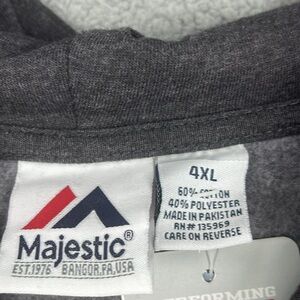 Majestic®
EST.1976 BANGOR.PA.USA
4XL
60% COTTON
40% POLYESTER
MADE IN PAKISTAN
RN# 135969
CARE ON REVERSE